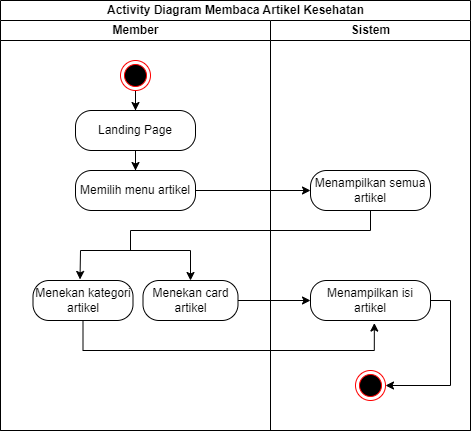 Activity Diagram Membaca Artikel Kesehatan
Member
Sistem
Landing Page
Memilih menu artikel
Menampilkan semua
artikel
Menekan kategori
artikel
Menekan card
artikel
Menampilkan isi
artikel